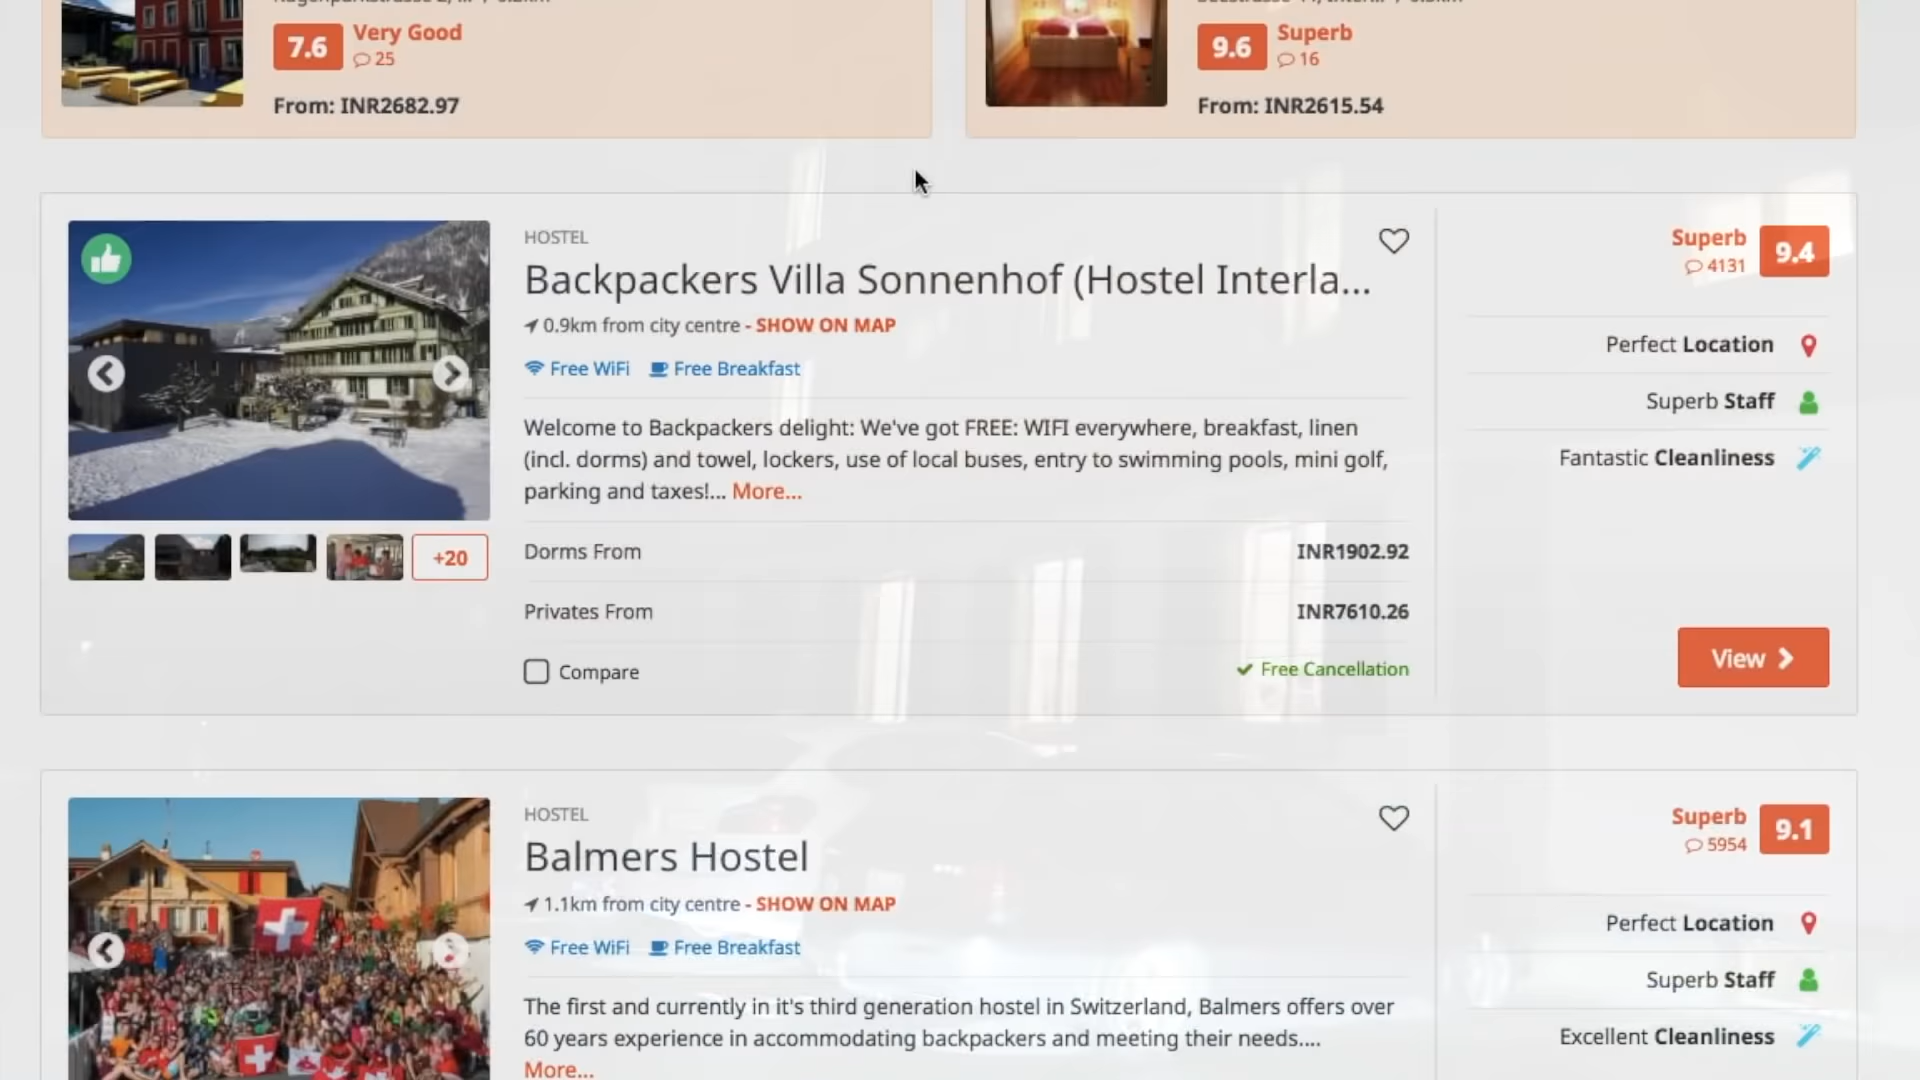 7.6
Very Good
25
From: INR2682.97
9.6
Superb
16
From: INR2615.54
HOSTEL
Backpackers Villa Sonnenhof (Hostel Interla...
0.9km from city centre - SHOW ON MAP
Free WiFi Free Breakfast
Welcome to Backpackers delight: We've got FREE: WIFI everywhere, breakfast, linen
(incl. dorms) and towel, lockers, use of local buses, entry to swimming pools, mini golf,
parking and taxes!... More...
+20
Dorms From INR1902.92
Privates From INR7610.26
Compare
Free Cancellation
Superb
4131
9.4
Perfect Location
Superb Staff
Fantastic Cleanliness
View
HOSTEL
Balmers Hostel
1.1km from city centre - SHOW ON MAP
Free WiFi Free Breakfast
The first and currently in it's third generation hostel in Switzerland, Balmers offers over
60 years experience in accommodating backpackers and meeting their needs....
More...
Superb
5954
9.1
Perfect Location
Superb Staff
Excellent Cleanliness